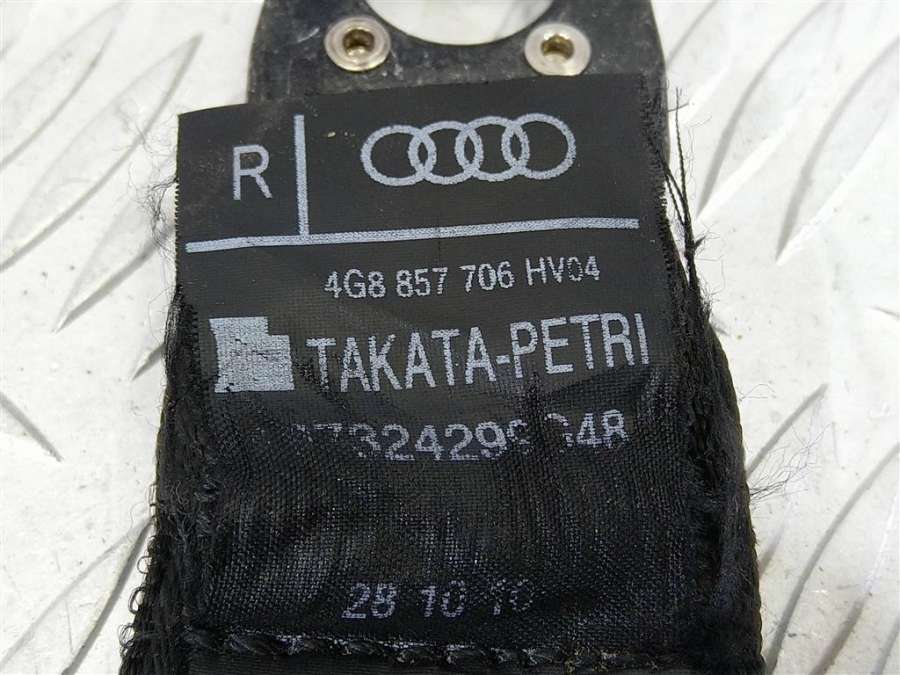 R
4G8 857 706 HV04
TAKATA-PETRI
28 10 10